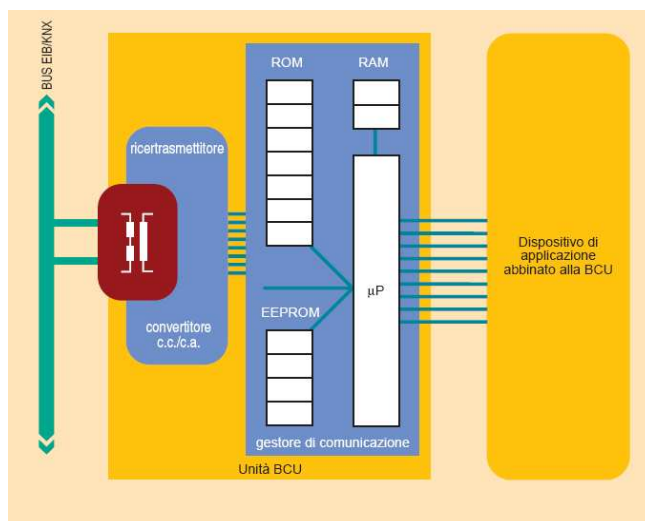 BUS EIB/KNX
ROM
RAM
ricertrasmettitore
EEPROM
µP
convertitore
c.c./c.a.
gestore di comunicazione
Unità BCU
Dispositivo di
applicazione
abbinato alla BCU